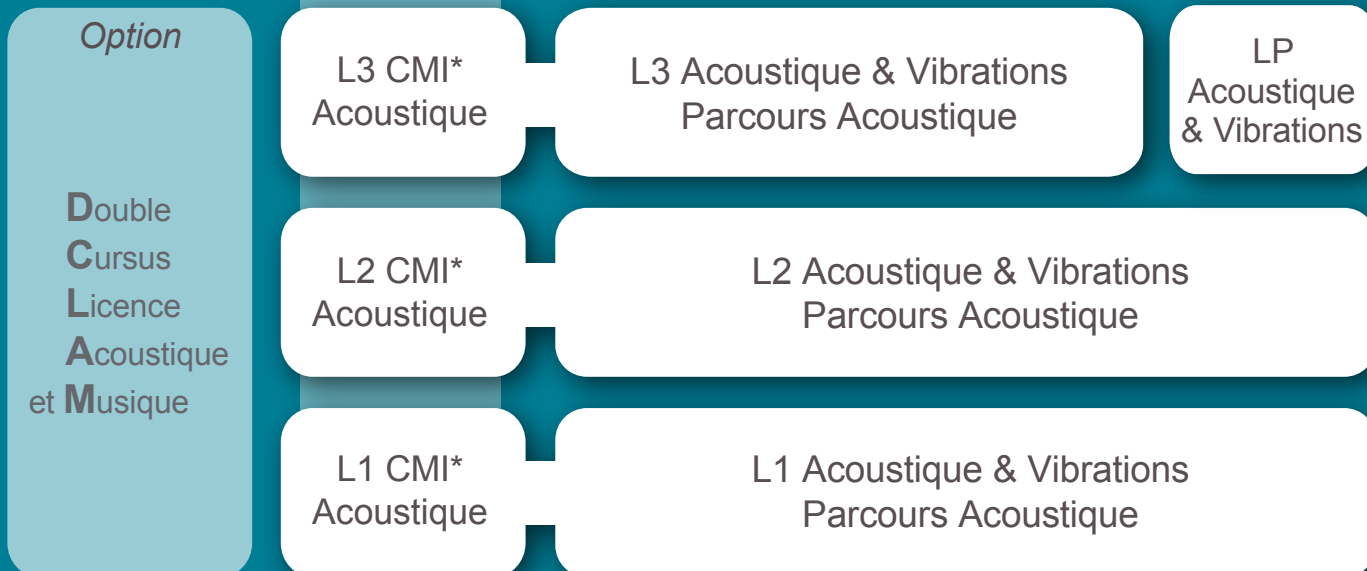 Option
Double
Cursus
Licence
Acoustique
et Musique
L3 CMI*
Acoustique
L3 Acoustique & Vibrations
Parcours Acoustique
LP
Acoustique
& Vibrations
L2 CMI*
Acoustique
L2 Acoustique & Vibrations
Parcours Acoustique
L1 CMI*
Acoustique
L1 Acoustique & Vibrations
Parcours Acoustique